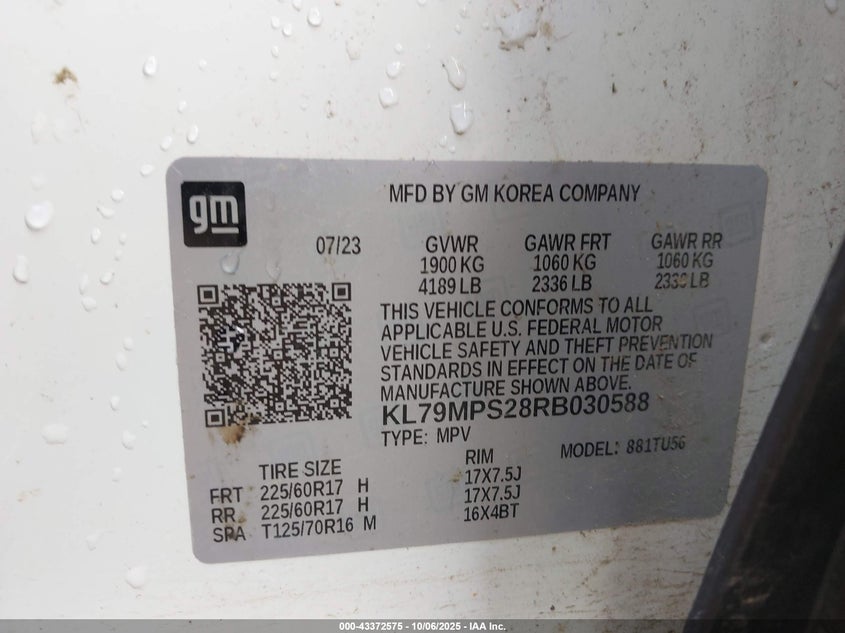 gm
MFD BY GM KOREA COMPANY
07/23 GVWR GAWR FRT GAWR RR
1900 KG 1060 KG 1060 KG
4189 LB 2336 LB 2336 LB
THIS VEHICLE CONFORMS TO ALL
APPLICABLE U.S. FEDERAL MOTOR
VEHICLE SAFETY AND THEFT PREVENTION
STANDARDS IN EFFECT ON THE DATE OF
MANUFACTURE SHOWN ABOVE.
KL79MPS28RB030588
TYPE: MPV MODEL: 881TU56
TIRE SIZE RIM
FRT 225/60R17 H 17X7.5J
RR 225/60R17 H 17X7.5J
SPA T125/70R16 M 16X4BT
000-43372575 - 10/06/2025 - IAA Inc.